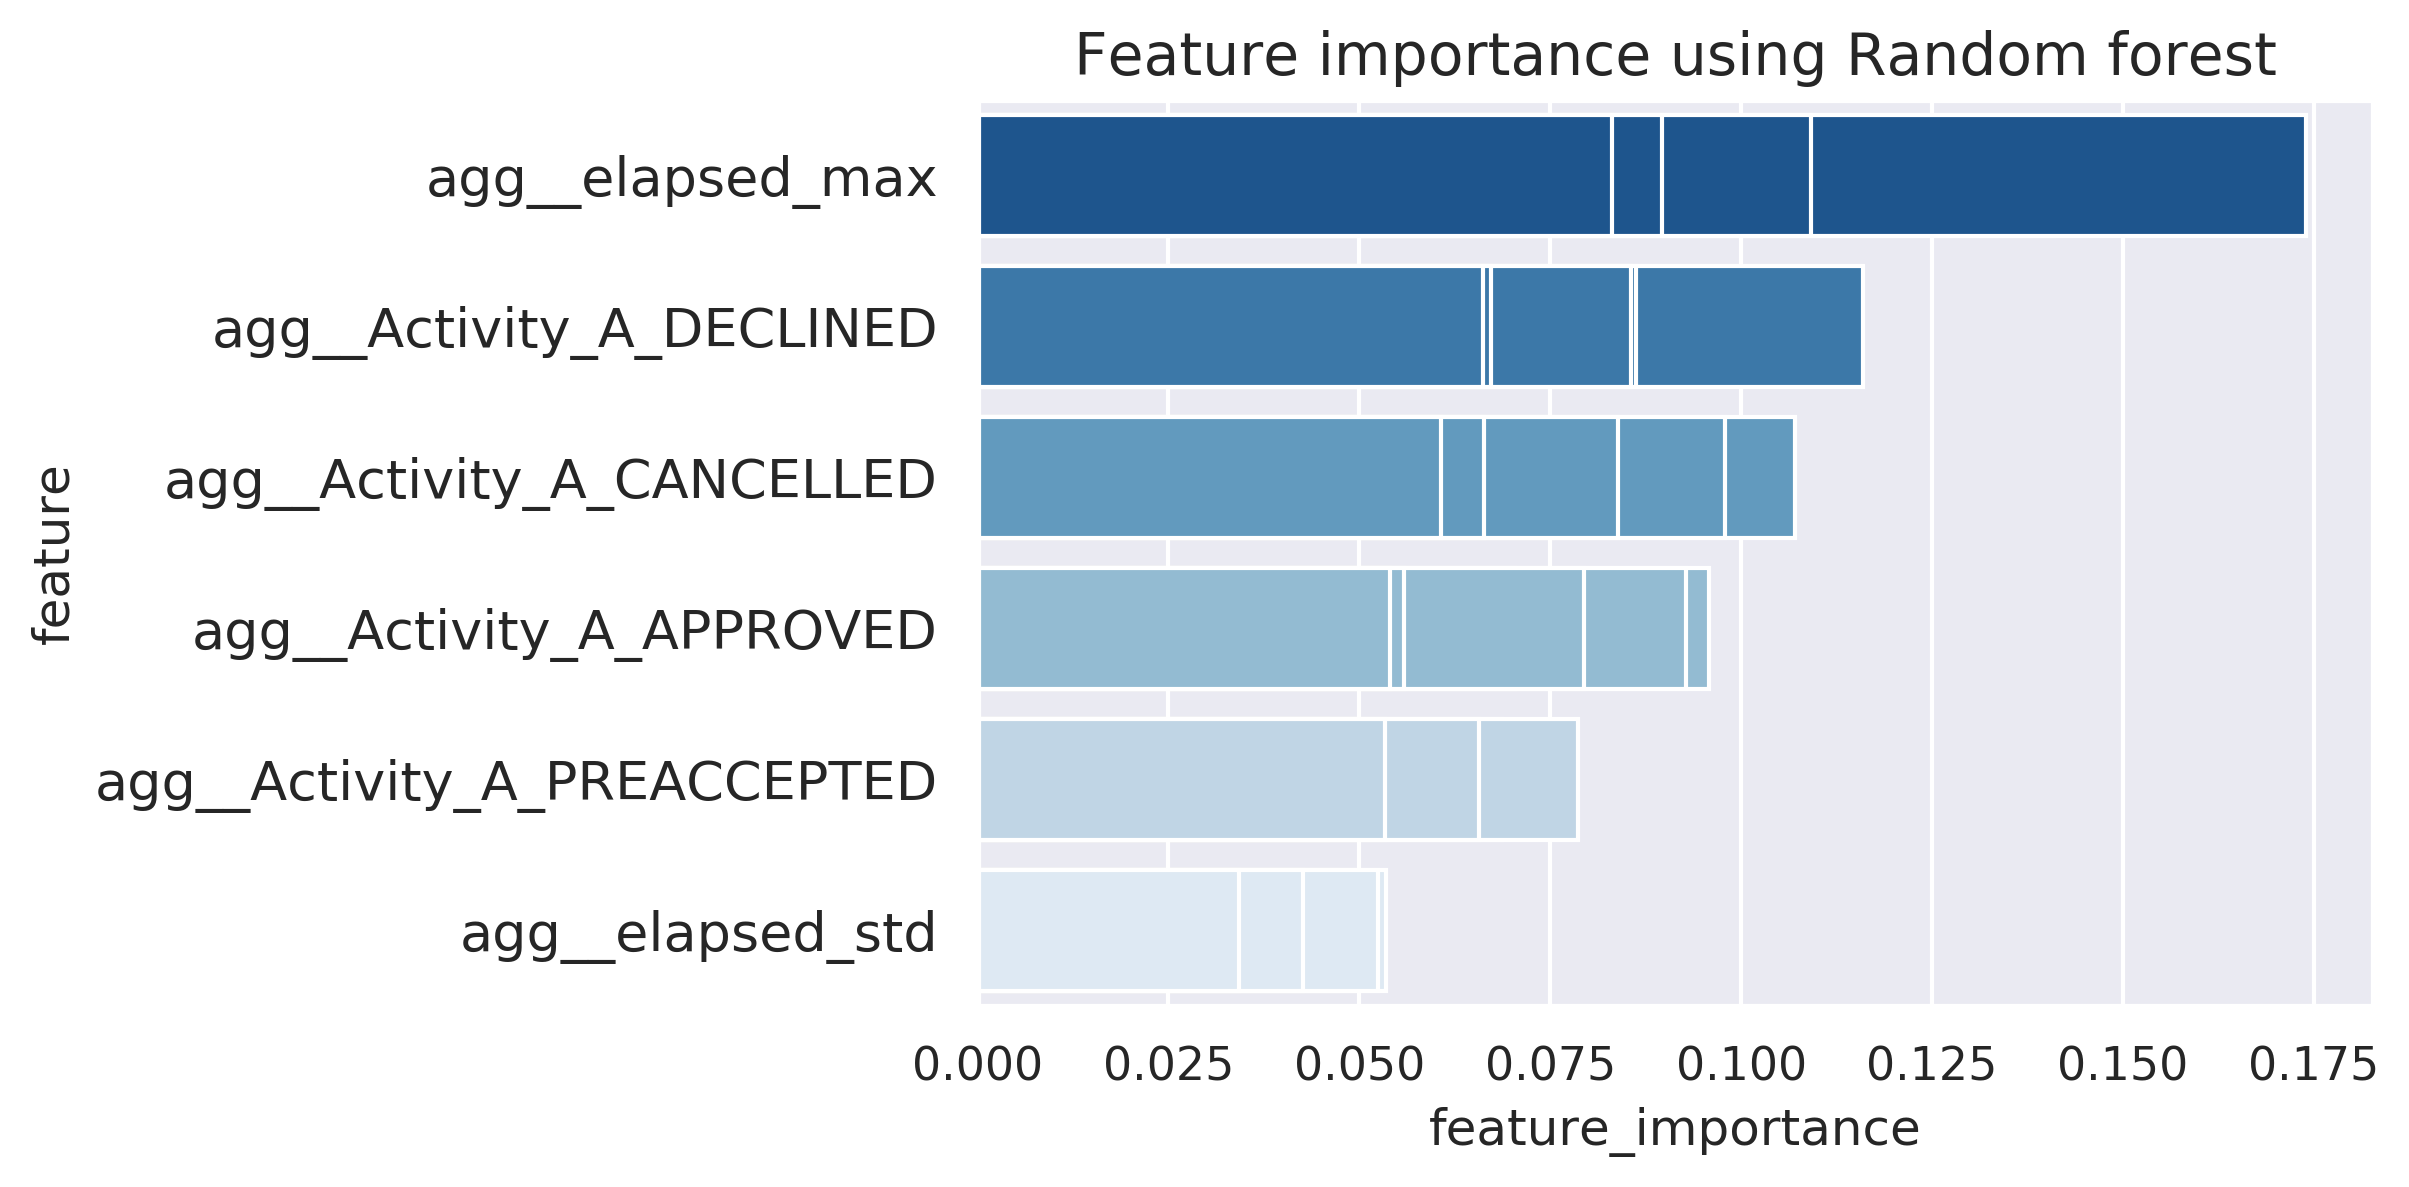 Feature importance using Random forest
feature
agg__elapsed_max
agg__Activity_A_DECLINED
agg__Activity_A_CANCELLED
agg__Activity_A_APPROVED
agg__Activity_A_PREACCEPTED
agg__elapsed_std
0.000 0.025 0.050 0.075 0.100 0.125 0.150 0.175
feature_importance